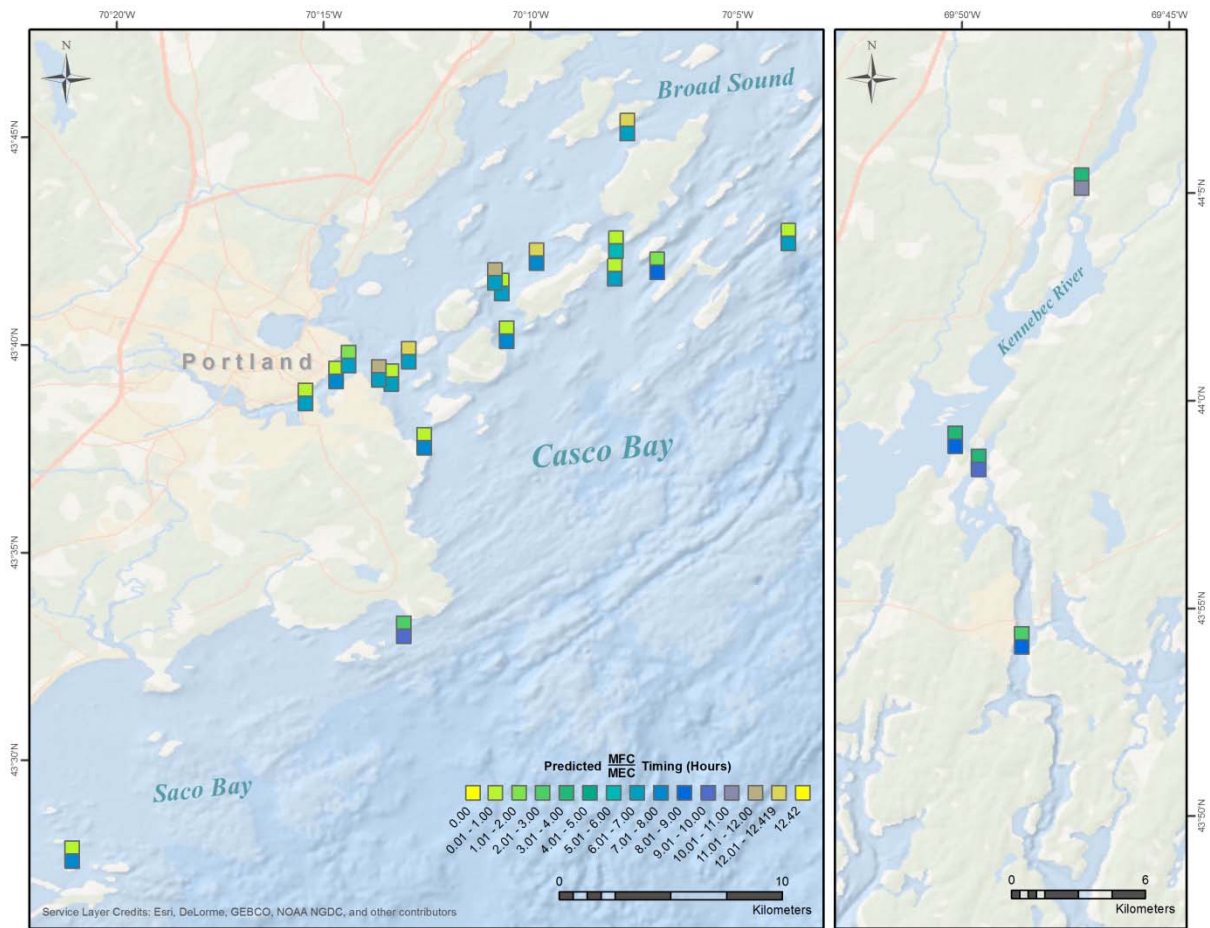 70°20'W 70°15'W 70°10'W 70°5'W
69°50'W 69°45'W
N
N
Broad Sound
43°45'N
44°5'N
Kennebec River
Portland
43°40'N
44°0'N
Casco Bay
43°35'N
43°55'N
43°30'N
43°50'N
Saco Bay
Predicted MFC/MEC Timing (Hours)
0.00
0.01 - 1.00
1.01 - 2.00
2.01 - 3.00
3.01 - 4.00
4.01 - 5.00
5.01 - 6.00
6.01 - 7.00
7.01 - 8.00
8.01 - 9.00
9.01 - 10.00
10.01 - 11.00
11.01 - 12.00
12.01 - 12.419
12.42
0 10
Kilometers
0 6
Kilometers
Service Layer Credits: Esri, DeLorme, GEBCO, NOAA NGDC, and other contributors